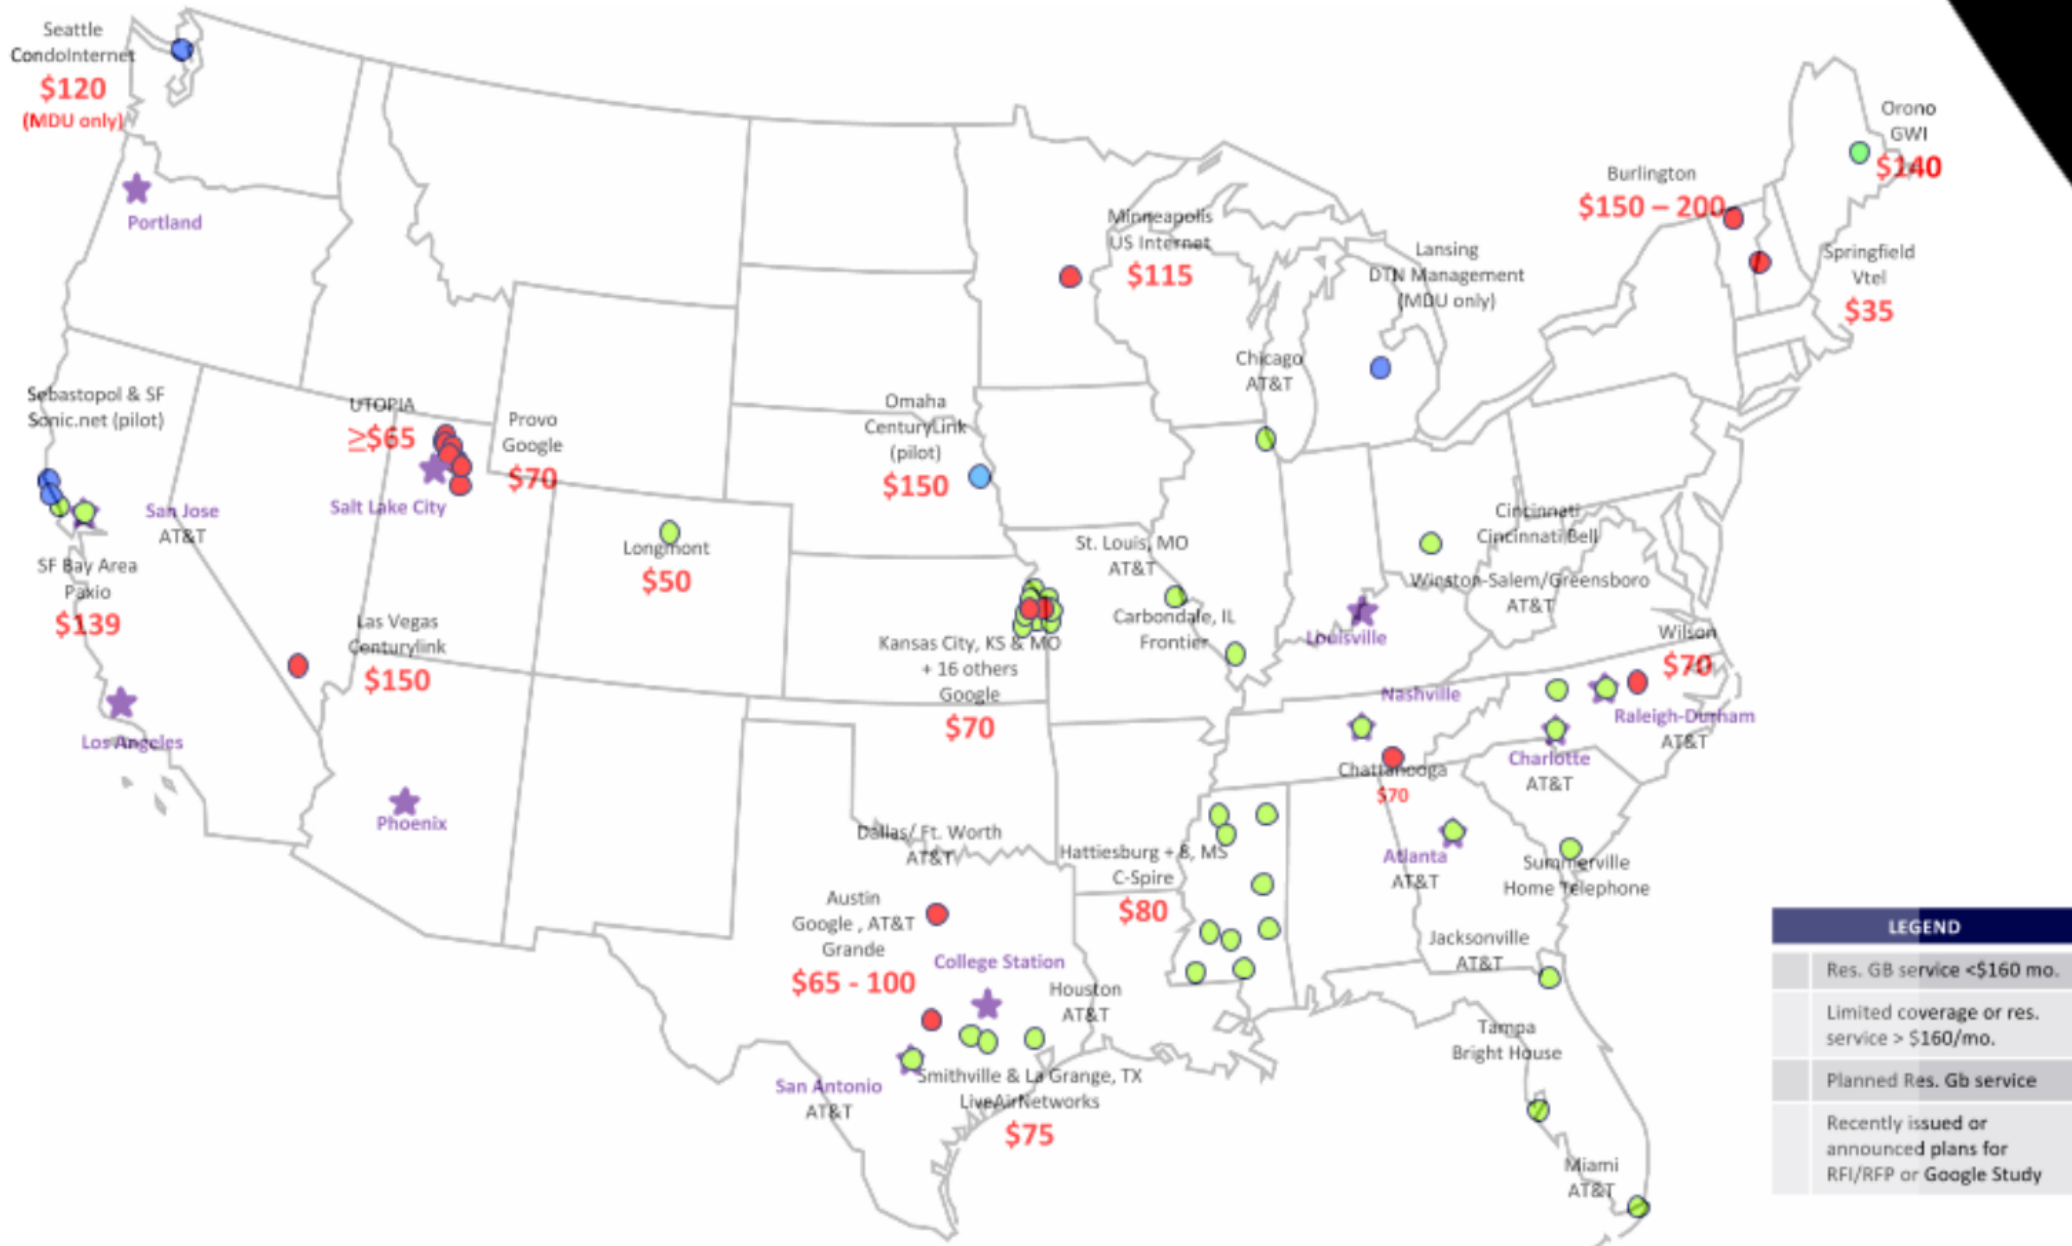 Seattle
CondoInternet
$120
(MDU only)
Portland
Orono
GWI
$140
Burlington
$150 – 200
Springfield
Vtel
$35
Minneapolis
US Internet
$115
Lansing
DTN Management
(MDU only)
Chicago
AT&T
Sebastopol & SF
Sonic.net (pilot)
UTOPIA
≥$65
Provo
Google
$70
Salt Lake City
Omaha
CenturyLink
(pilot)
$150
San Jose
AT&T
SF Bay Area
Paxio
$139
Longmont
$50
St. Louis, MO
AT&T
Cincinnati
Cincinnati Bell
Winston-Salem/Greensboro
AT&T
Las Vegas
Centurylink
$150
Kansas City, KS & MO
+ 16 others
Google
$70
Carbondale, IL
Frontier
Louisville
Wilson
$70
Nashville
Raleigh-Durham
AT&T
Los Angeles
Charlotte
AT&T
Chattanooga
$70
Phoenix
Dallas/ Ft. Worth
AT&T
Hattiesburg + 8, MS
C-Spire
$80
Atlanta
AT&T
Summerville
Home Telephone
Austin
Google , AT&T
Grande
$65 - 100
College Station
Houston
AT&T
Jacksonville
AT&T
Tampa
Bright House
San Antonio
AT&T
Smithville & La Grange, TX
LiveAirNetworks
$75
Miami
AT&T
LEGEND
Res. GB service <$160 mo.
Limited coverage or res.
service > $160/mo.
Planned Res. Gb service
Recently issued or
announced plans for
RFI/RFP or Google Study